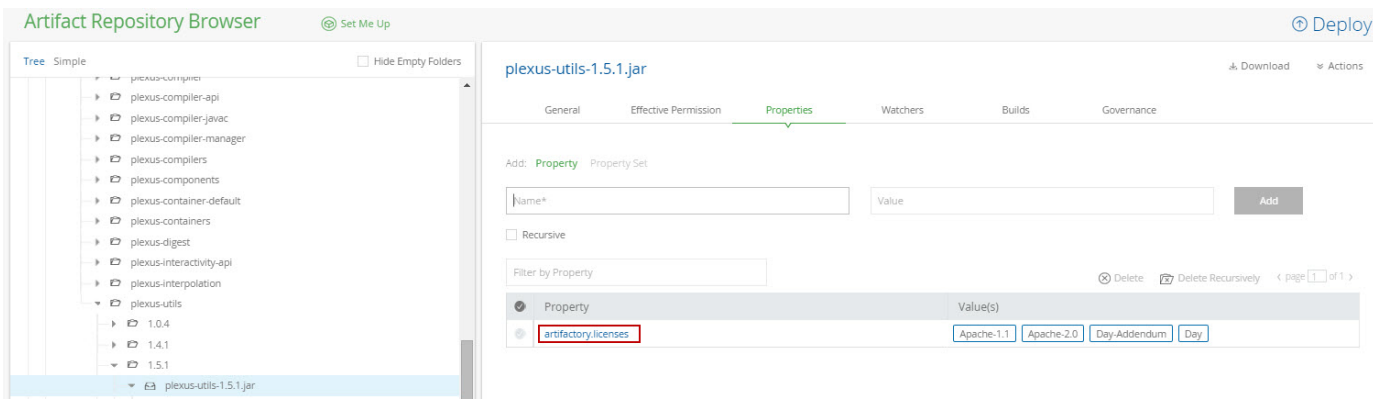 Artifact Repository Browser Set Me Up Deploy
Tree Simple Hide Empty Folders
plexus-compiler
plexus-compiler-api
plexus-compiler-javac
plexus-compiler-manager
plexus-compilers
plexus-components
plexus-container-default
plexus-containers
plexus-digest
plexus-interactivity-api
plexus-interpolation
plexus-utils
1.0.4
1.4.1
1.5.1
plexus-utils-1.5.1.jar
plexus-utils-1.5.1.jar Download Actions
General Effective Permission Properties Watchers Builds Governance
Add: Property Property Set
Name* Value Add
Recursive
Filter by Property Delete Delete Recursively < page 1 of 1 >
Property Value(s)
artifactory.licenses Apache-1.1 Apache-2.0 Day-Addendum Day